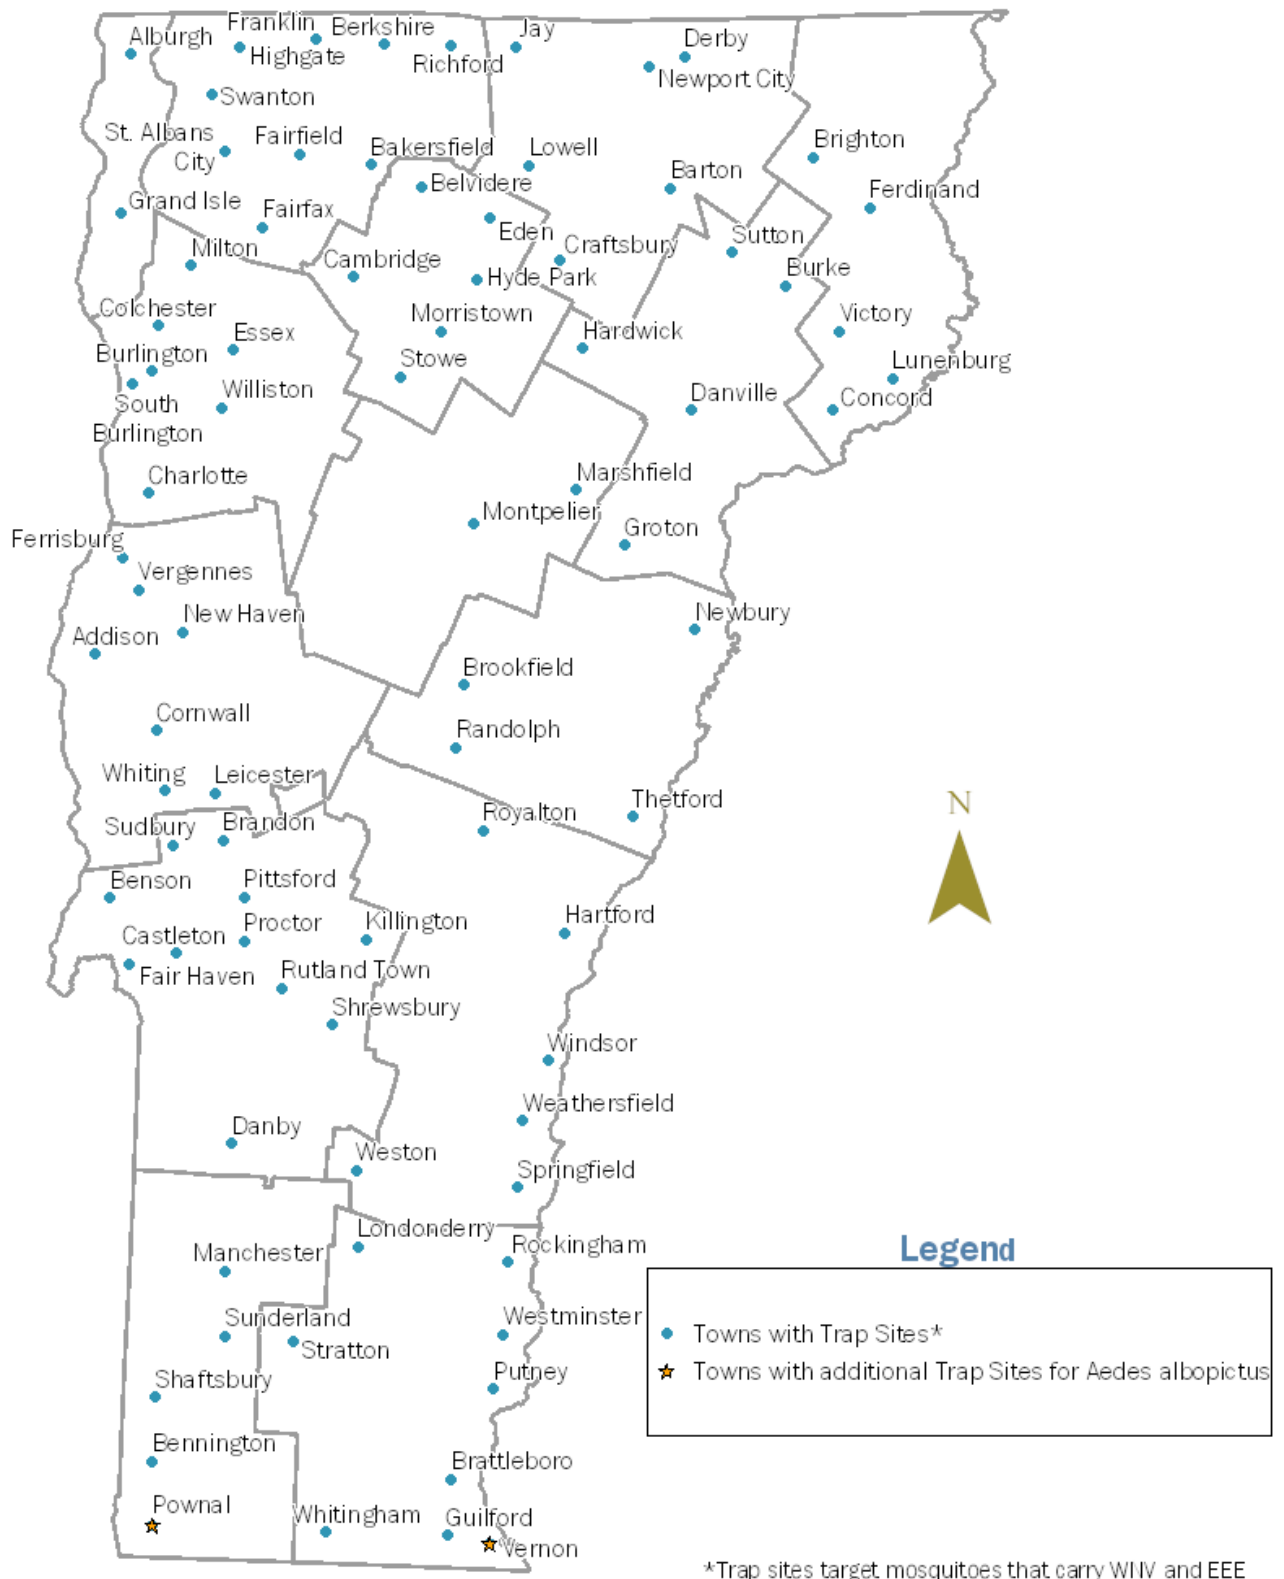 Alburgh
Franklin
Berkshire
Jay
Derby
Highgate
Richford
Newport City
Swanton
St. Albans
City
Fairfield
Bakersfield
Lowell
Brighton
Belvidere
Barton
Ferdinand
Grand Isle
Fairfax
Eden
Sutton
Milton
Craftsbury
Cambridge
Hyde Park
Burke
Colchester
Morristown
Victory
Essex
Hardwick
Burlington
Stowe
Lunenburg
Williston
Danville
Concord
South
Burlington
Charlotte
Marshfield
Montpelier
Groton
Ferrisburg
Vergennes
New Haven
Newbury
Addison
Brookfield
Cornwall
Randolph
Whiting
Leicester
Thetford
Sudbury
Brandon
Royalton
N
Benson
Pittsford
Castleton
Proctor
Killington
Hartford
Fair Haven
Rutland Town
Shrewsbury
Windsor
Weathersfield
Danby
Weston
Springfield
Londonderry
Manchester
Rockingham
Sunderland
Westminster
Stratton
Shaftsbury
Putney
Bennington
Brattleboro
Pownal
Whitingham
Guilford
Vernon
Legend
Towns with Trap Sites*
Towns with additional Trap Sites for Aedes albopictus
*Trap sites target mosquitoes that carry WNV and EEE